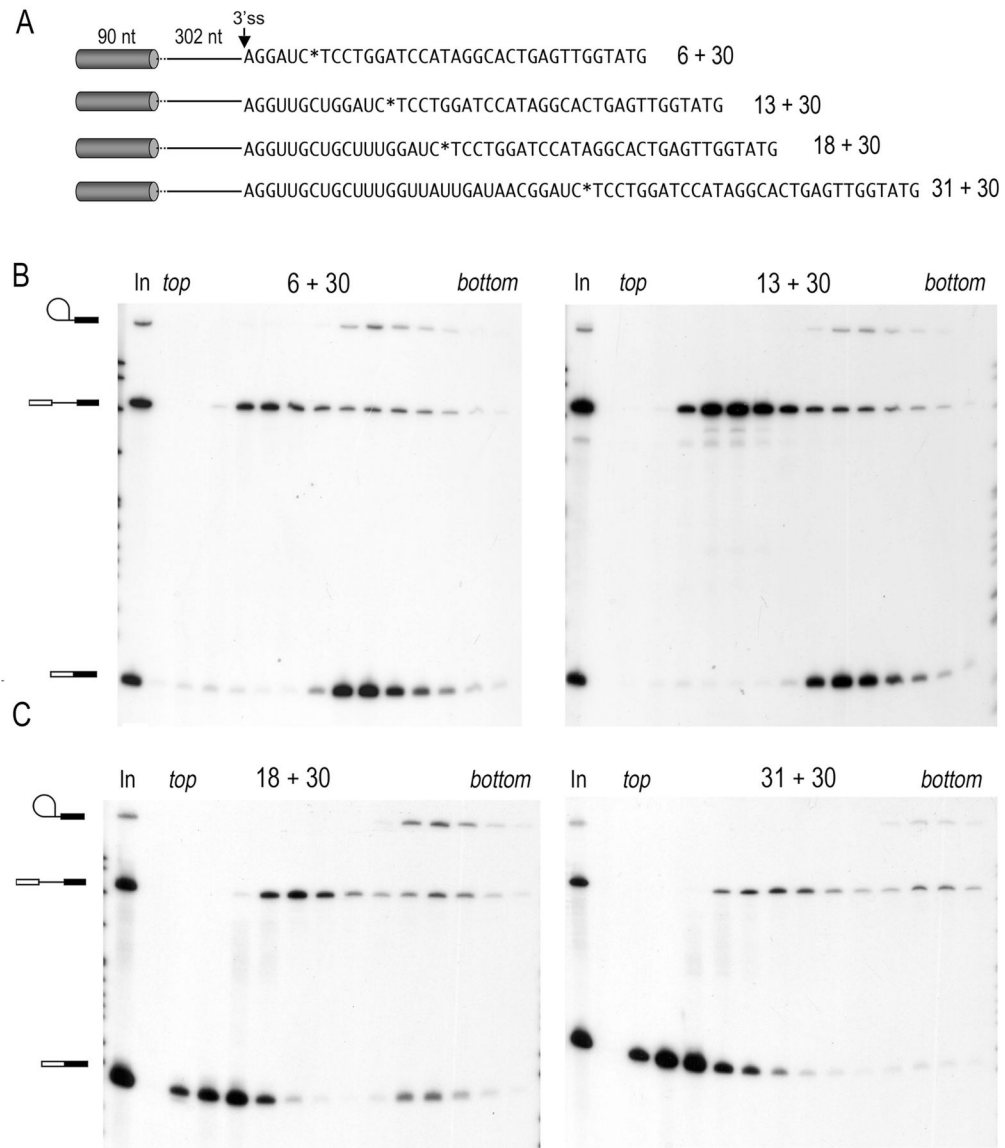 A
3'ss
90 nt 302 nt
AGGAUC*TCCTGGATCCATAGGCACTGAGTTGGTATG 6 + 30
AGGUUGCUGGAUC*TCCTGGATCCATAGGCACTGAGTTGGTATG 13 + 30
AGGUUGCUGCUUUGGAUC*TCCTGGATCCATAGGCACTGAGTTGGTATG 18 + 30
AGGUUGCUGCUUUGGUUAUUGAUAACGGAUC*TCCTGGATCCATAGGCACTGAGTTGGTATG 31 + 30
B
In top 6 + 30 bottom
In top 13 + 30 bottom
C
In top 18 + 30 bottom
In top 31 + 30 bottom